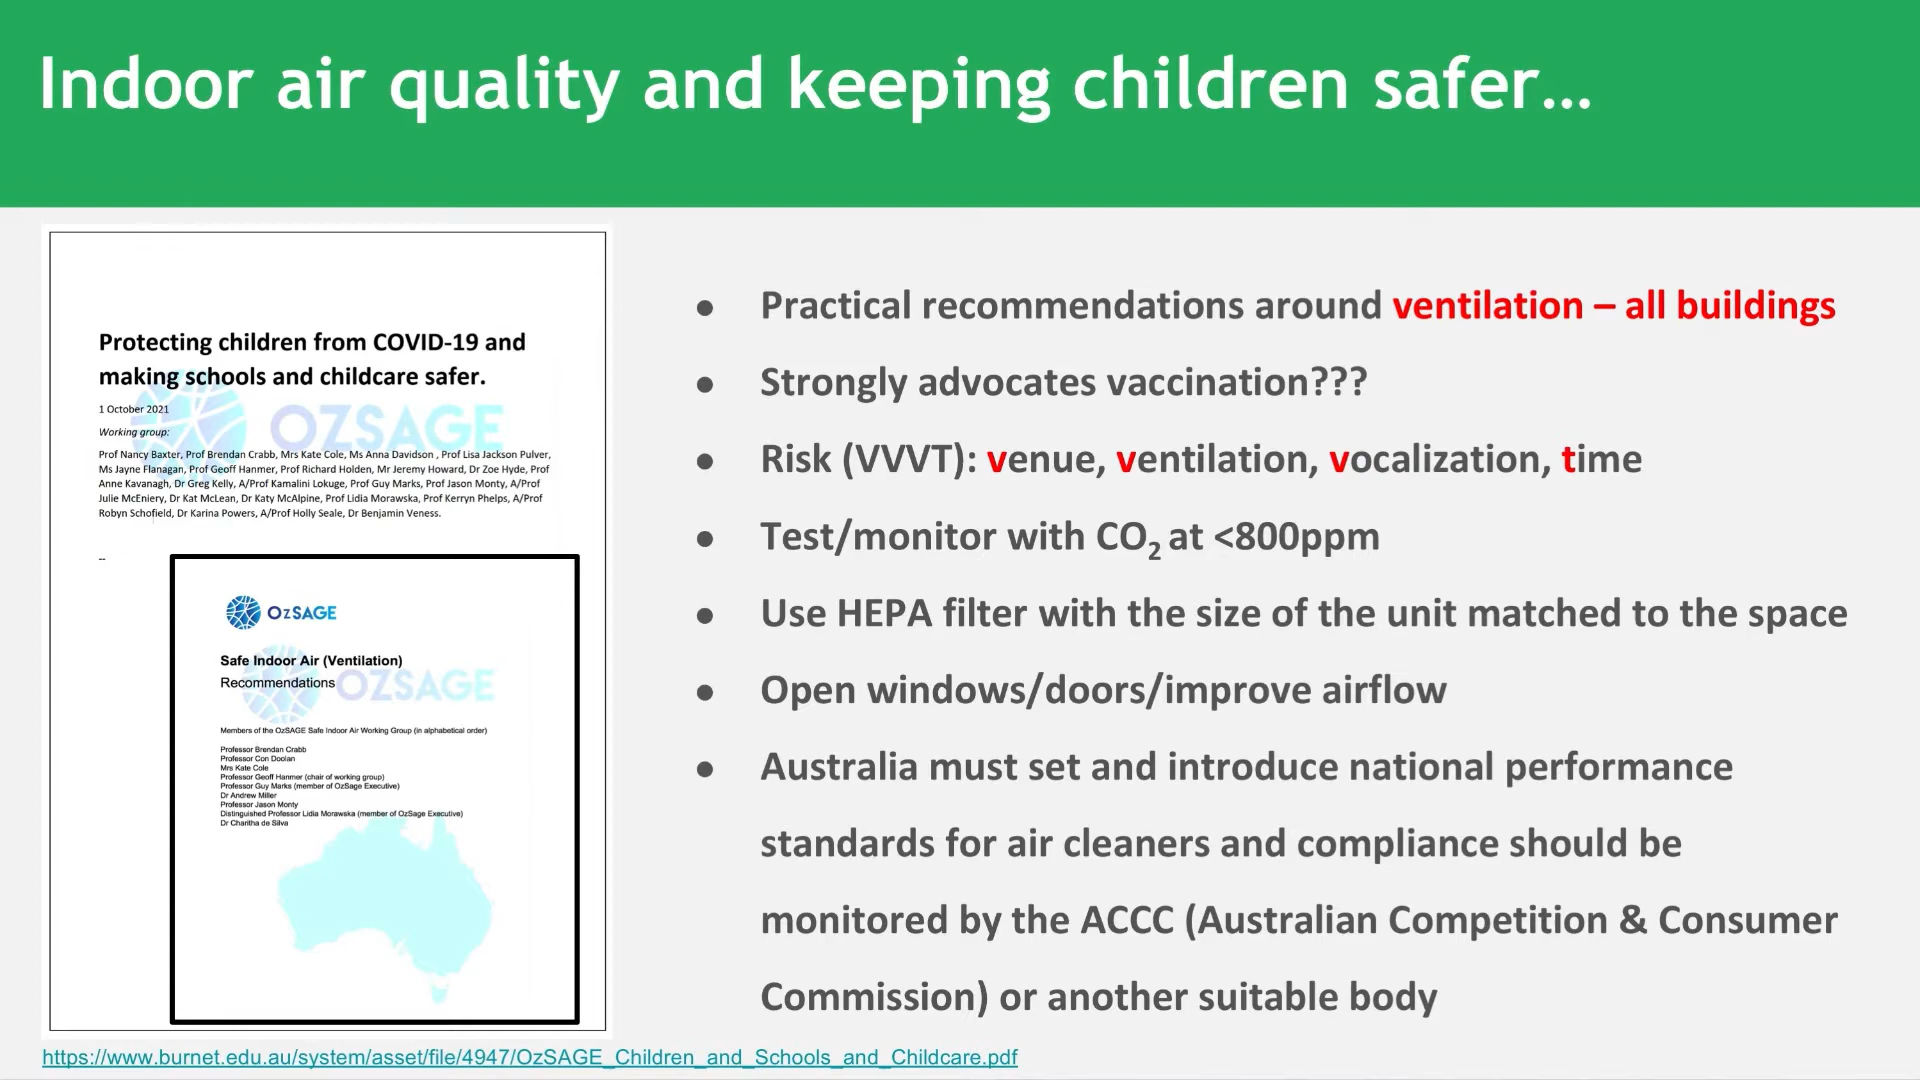 Indoor air quality and keeping children safer...
Protecting children from COVID-19 and
making schools and childcare safer.
1 October 2021
OZSAGE
Working group:
Prof Nancy Baxter, Prof Brendan Crabb, Mrs Kate Cole, Ms Anna Davidson , Prof Lisa Jackson Pulver,
Ms Jayne Flanagan, Prof Geoff Hanmer, Prof Richard Holden, Mr Jeremy Howard, Dr Zoe Hyde, Prof
Anne Kavanagh, Dr Greg Kelly, A/Prof Kamalini Lokuge, Prof Guy Marks, Prof Jason Monty, A/Prof
Julie McEniery, Dr Kat McLean, Dr Katy McAlpine, Prof Lidia Morawska, Prof Kerryn Phelps, A/Prof
Robyn Schofield, Dr Karina Powers, A/Prof Holly Seale, Dr Benjamin Veness.
--
OZSAGE
Safe Indoor Air (Ventilation)
Recommendations
OZSAGE
Members of the OzSAGE Safe Indoor Air Working Group (in alphabetical order)
Professor Brendan Crabb
Professor Con Doolan
Mrs Kate Cole
Professor Geoff Hanmer (chair of working group)
Professor Guy Marks (member of OzSage Executive)
Dr Andrew Miller
Professor Jason Monty
Distinguished Professor Lidia Morawska (member of OzSage Executive)
Dr Charitha de Silva
● Practical recommendations around ventilation – all buildings
● Strongly advocates vaccination???
● Risk (VVVT): venue, ventilation, vocalization, time
● Test/monitor with CO₂ at <800ppm
● Use HEPA filter with the size of the unit matched to the space
● Open windows/doors/improve airflow
● Australia must set and introduce national performance
standards for air cleaners and compliance should be
monitored by the ACCC (Australian Competition & Consumer
Commission) or another suitable body
https://www.burnet.edu.au/system/asset/file/4947/OzSAGE_Children_and_Schools_and_Childcare.pdf